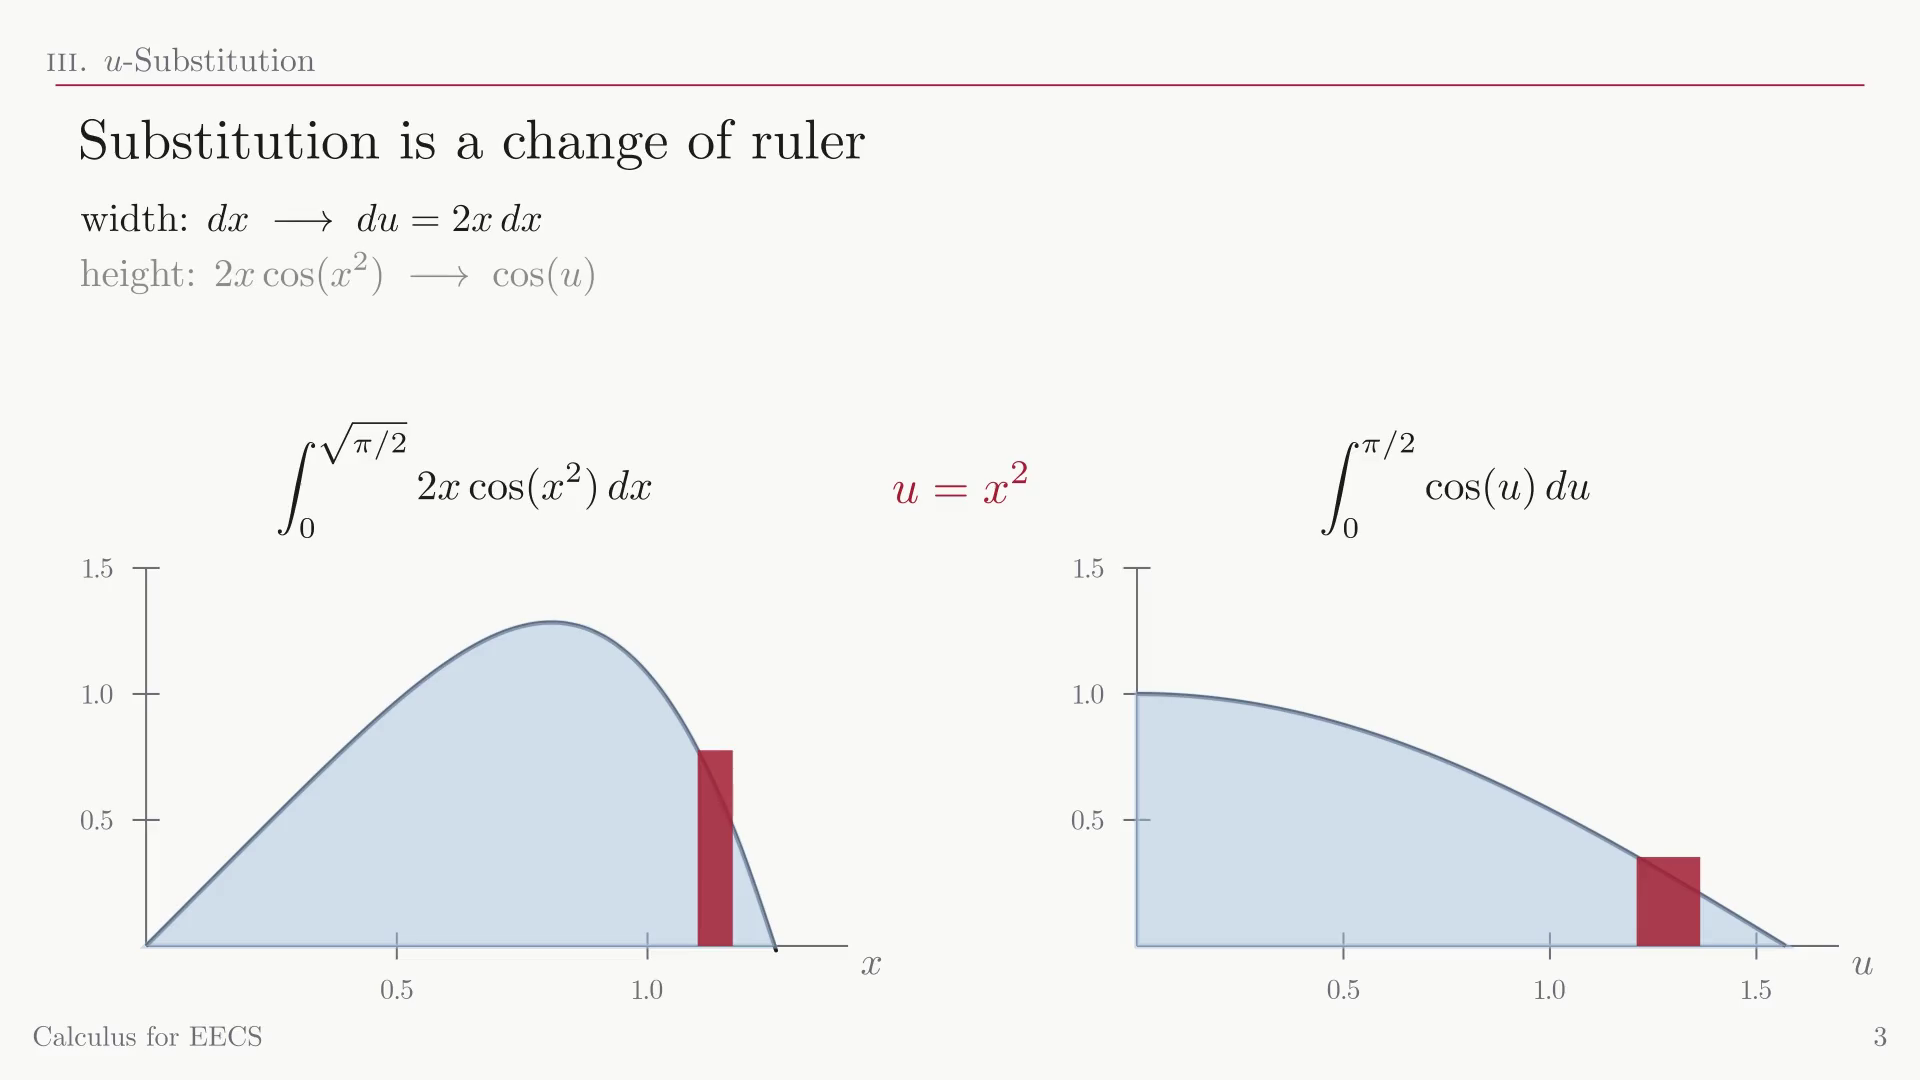 III. u-Substitution
Substitution is a change of ruler
width: dx ⟶ du = 2x dx
height: 2x cos(x²) ⟶ cos(u)
∫₀^√(π/2) 2x cos(x²) dx
u = x²
∫₀^π/2 cos(u) du
1.5
1.0
0.5
0.5 1.0
x
1.5
1.0
0.5
0.5 1.0 1.5
u
Calculus for EECS
3